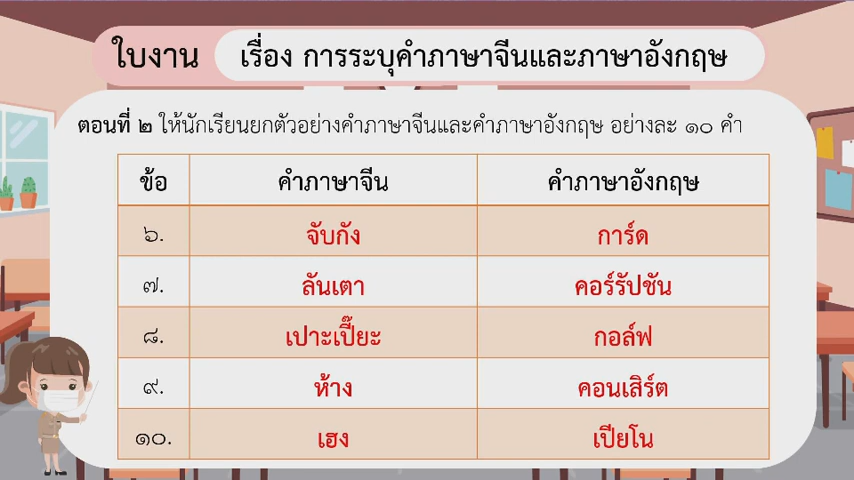 ใบงาน เรื่อง การระบุคำภาษาจีนและภาษาอังกฤษ
ตอนที่ ๒ ให้นักเรียนยกตัวอย่างคำภาษาจีนและคำภาษาอังกฤษ อย่างละ ๑๐ คำ
ข้อ คำภาษาจีน คำภาษาอังกฤษ
๖. จับกัง การ์ด
๗. ลันเตา คอร์รัปชัน
๘. เปาะเปี๊ยะ กอล์ฟ
๙. ห้าง คอนเสิร์ต
๑๐. เฮง เปียโน